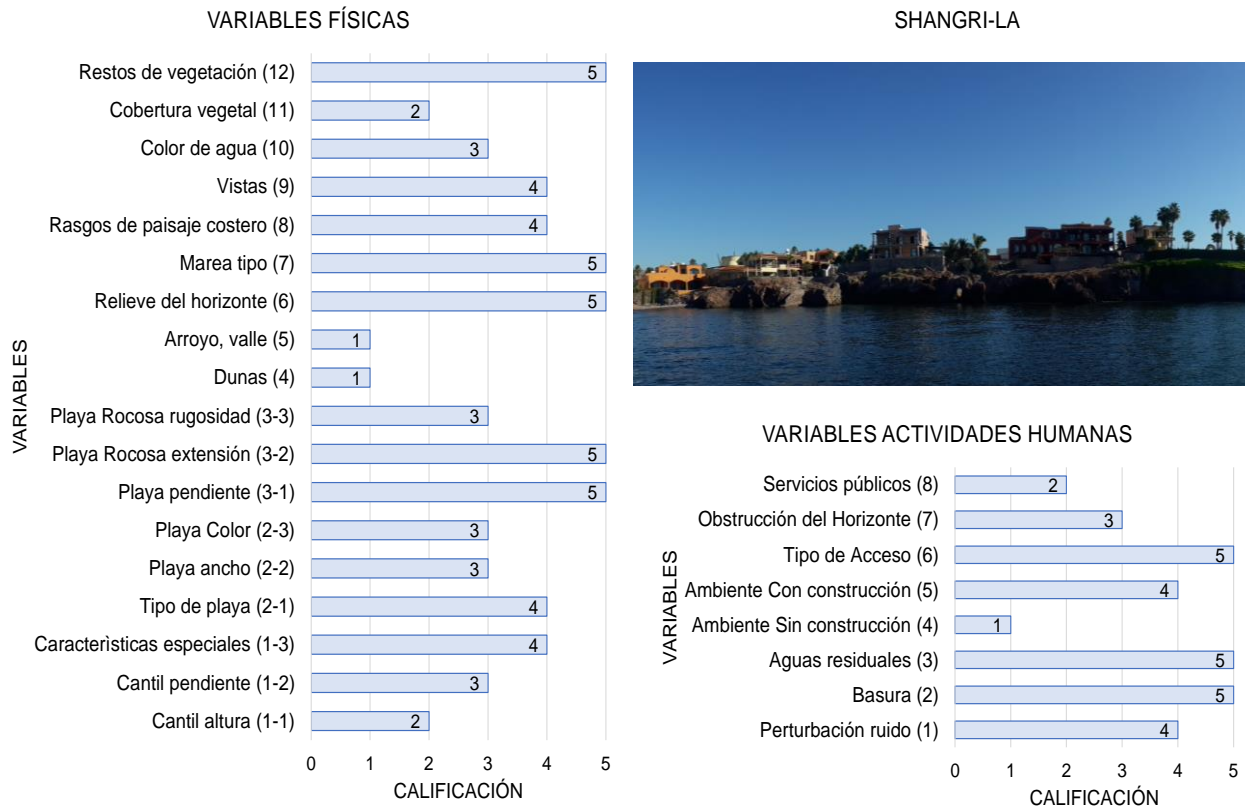 VARIABLES FÍSICAS
Restos de vegetación (12) 5
Cobertura vegetal (11) 2
Color de agua (10) 3
Vistas (9) 4
Rasgos de paisaje costero (8) 4
Marea tipo (7) 5
Relieve del horizonte (6) 5
Arroyo, valle (5) 1
Dunas (4) 1
Playa Rocosa rugosidad (3-3) 3
Playa Rocosa extensión (3-2) 5
Playa pendiente (3-1) 5
Playa Color (2-3) 3
Playa ancho (2-2) 3
Tipo de playa (2-1) 4
Caracterìsticas especiales (1-3) 4
Cantil pendiente (1-2) 3
Cantil altura (1-1) 2
0 1 2 3 4 5
CALIFICACIÓN
VARIABLES
SHANGRI-LA
VARIABLES ACTIVIDADES HUMANAS
Servicios públicos (8) 2
Obstrucción del Horizonte (7) 3
Tipo de Acceso (6) 5
Ambiente Con construcción (5) 4
Ambiente Sin construcción (4) 1
Aguas residuales (3) 5
Basura (2) 5
Perturbación ruido (1) 4
0 1 2 3 4 5
CALIFICACIÓN
VARIABLES